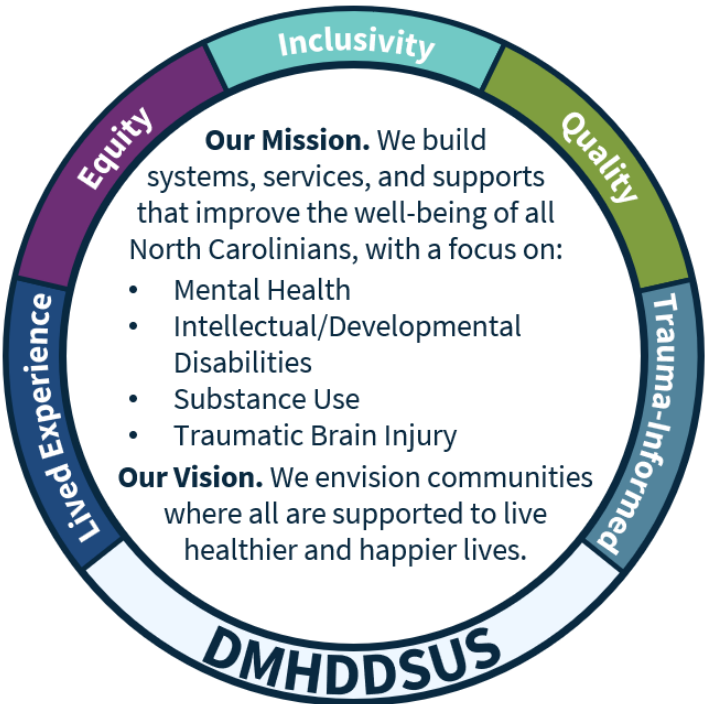 Inclusivity
Equity
Quality
Lived Experience
Trauma-Informed
Our Mission. We build
systems, services, and supports
that improve the well-being of all
North Carolinians, with a focus on:
• Mental Health
• Intellectual/Developmental
Disabilities
• Substance Use
• Traumatic Brain Injury
Our Vision. We envision communities
where all are supported to live
healthier and happier lives.
DMHDDSUS